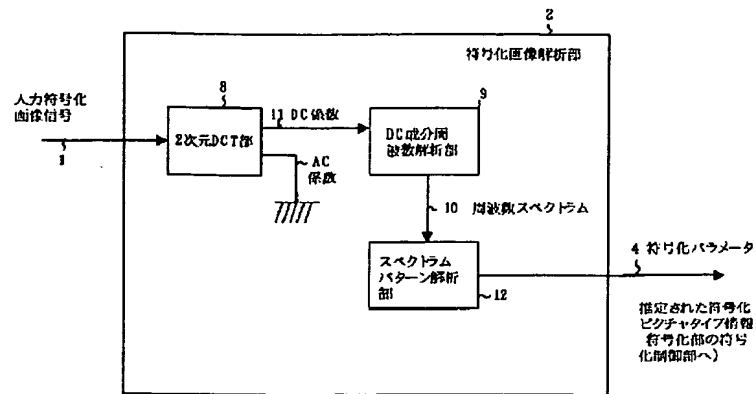 2
符号化画像解析部
入力符号化
画像信号
1
8
2次元DCT部
11 DC係数
AC
係数
9
DC成分周
波数解析部
10 周波数スペクトラム
スペクトラム
パターン解析
部
12
4 符号化パラメータ
推定された符号化
ピクチャタイプ情報
符号化部の符号
化制御部へ)